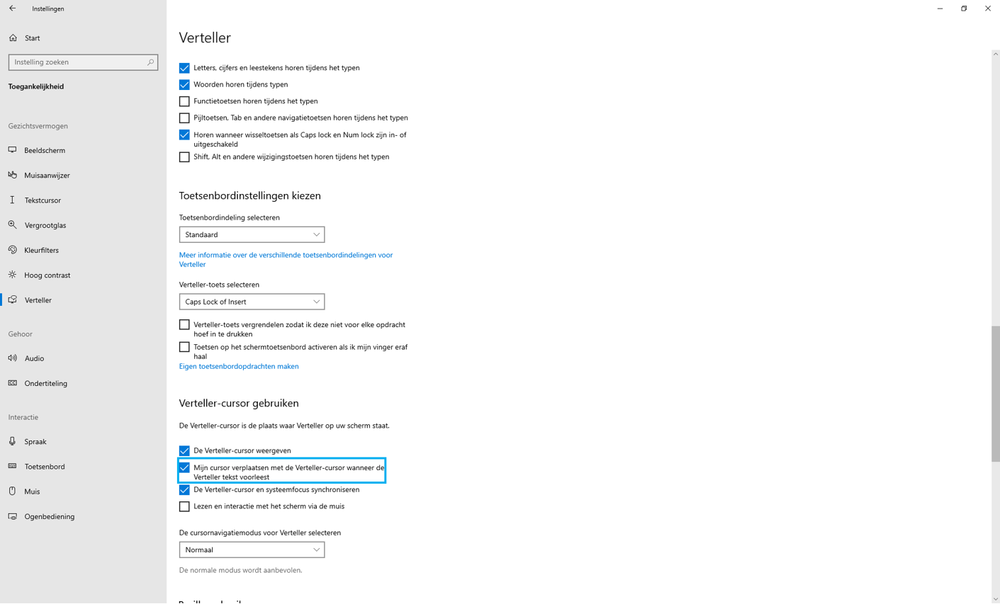 Instellingen
Start
Instelling zoeken
Toegankelijkheid
Gezichtsvermogen
Beeldscherm
Muisaanwijzer
Tekstcursor
Vergrootglas
Kleurfilters
Hoog contrast
Verteller
Gehoor
Audio
Ondertiteling
Interactie
Spraak
Toetsenbord
Muis
Ogenbediening
Verteller
Letters, cijfers en leestekens horen tijdens het typen
Woorden horen tijdens typen
Functietoetsen horen tijdens het typen
Pijltoetsen, Tab en andere navigatietoetsen horen tijdens het typen
Horen wanneer wisseltoetsen als Caps lock en Num lock zijn in- of
uitgeschakeld
Shift, Alt en andere wijzigingstoetsen horen tijdens het typen
Toetsenbordinstellingen kiezen
Toetsenbordindeling selecteren
Standaard
Meer informatie over de verschillende toetsenbordindelingen voor
Verteller
Verteller-toets selecteren
Caps Lock of Insert
Verteller-toets vergrendelen zodat ik deze niet voor elke opdracht
hoef in te drukken
Toetsen op het schermtoetsenbord activeren als ik mijn vinger eraf
haal
Eigen toetsenbordopdrachten maken
Verteller-cursor gebruiken
De Verteller-cursor is de plaats waar Verteller op uw scherm staat.
De Verteller-cursor weergeven
Mijn cursor verplaatsen met de Verteller-cursor wanneer de
Verteller tekst voorleest
De Verteller-cursor en systeemfocus synchroniseren
Lezen en interactie met het scherm via de muis
De cursornavigatiemodus voor Verteller selecteren
Normaal
De normale modus wordt aanbevolen.